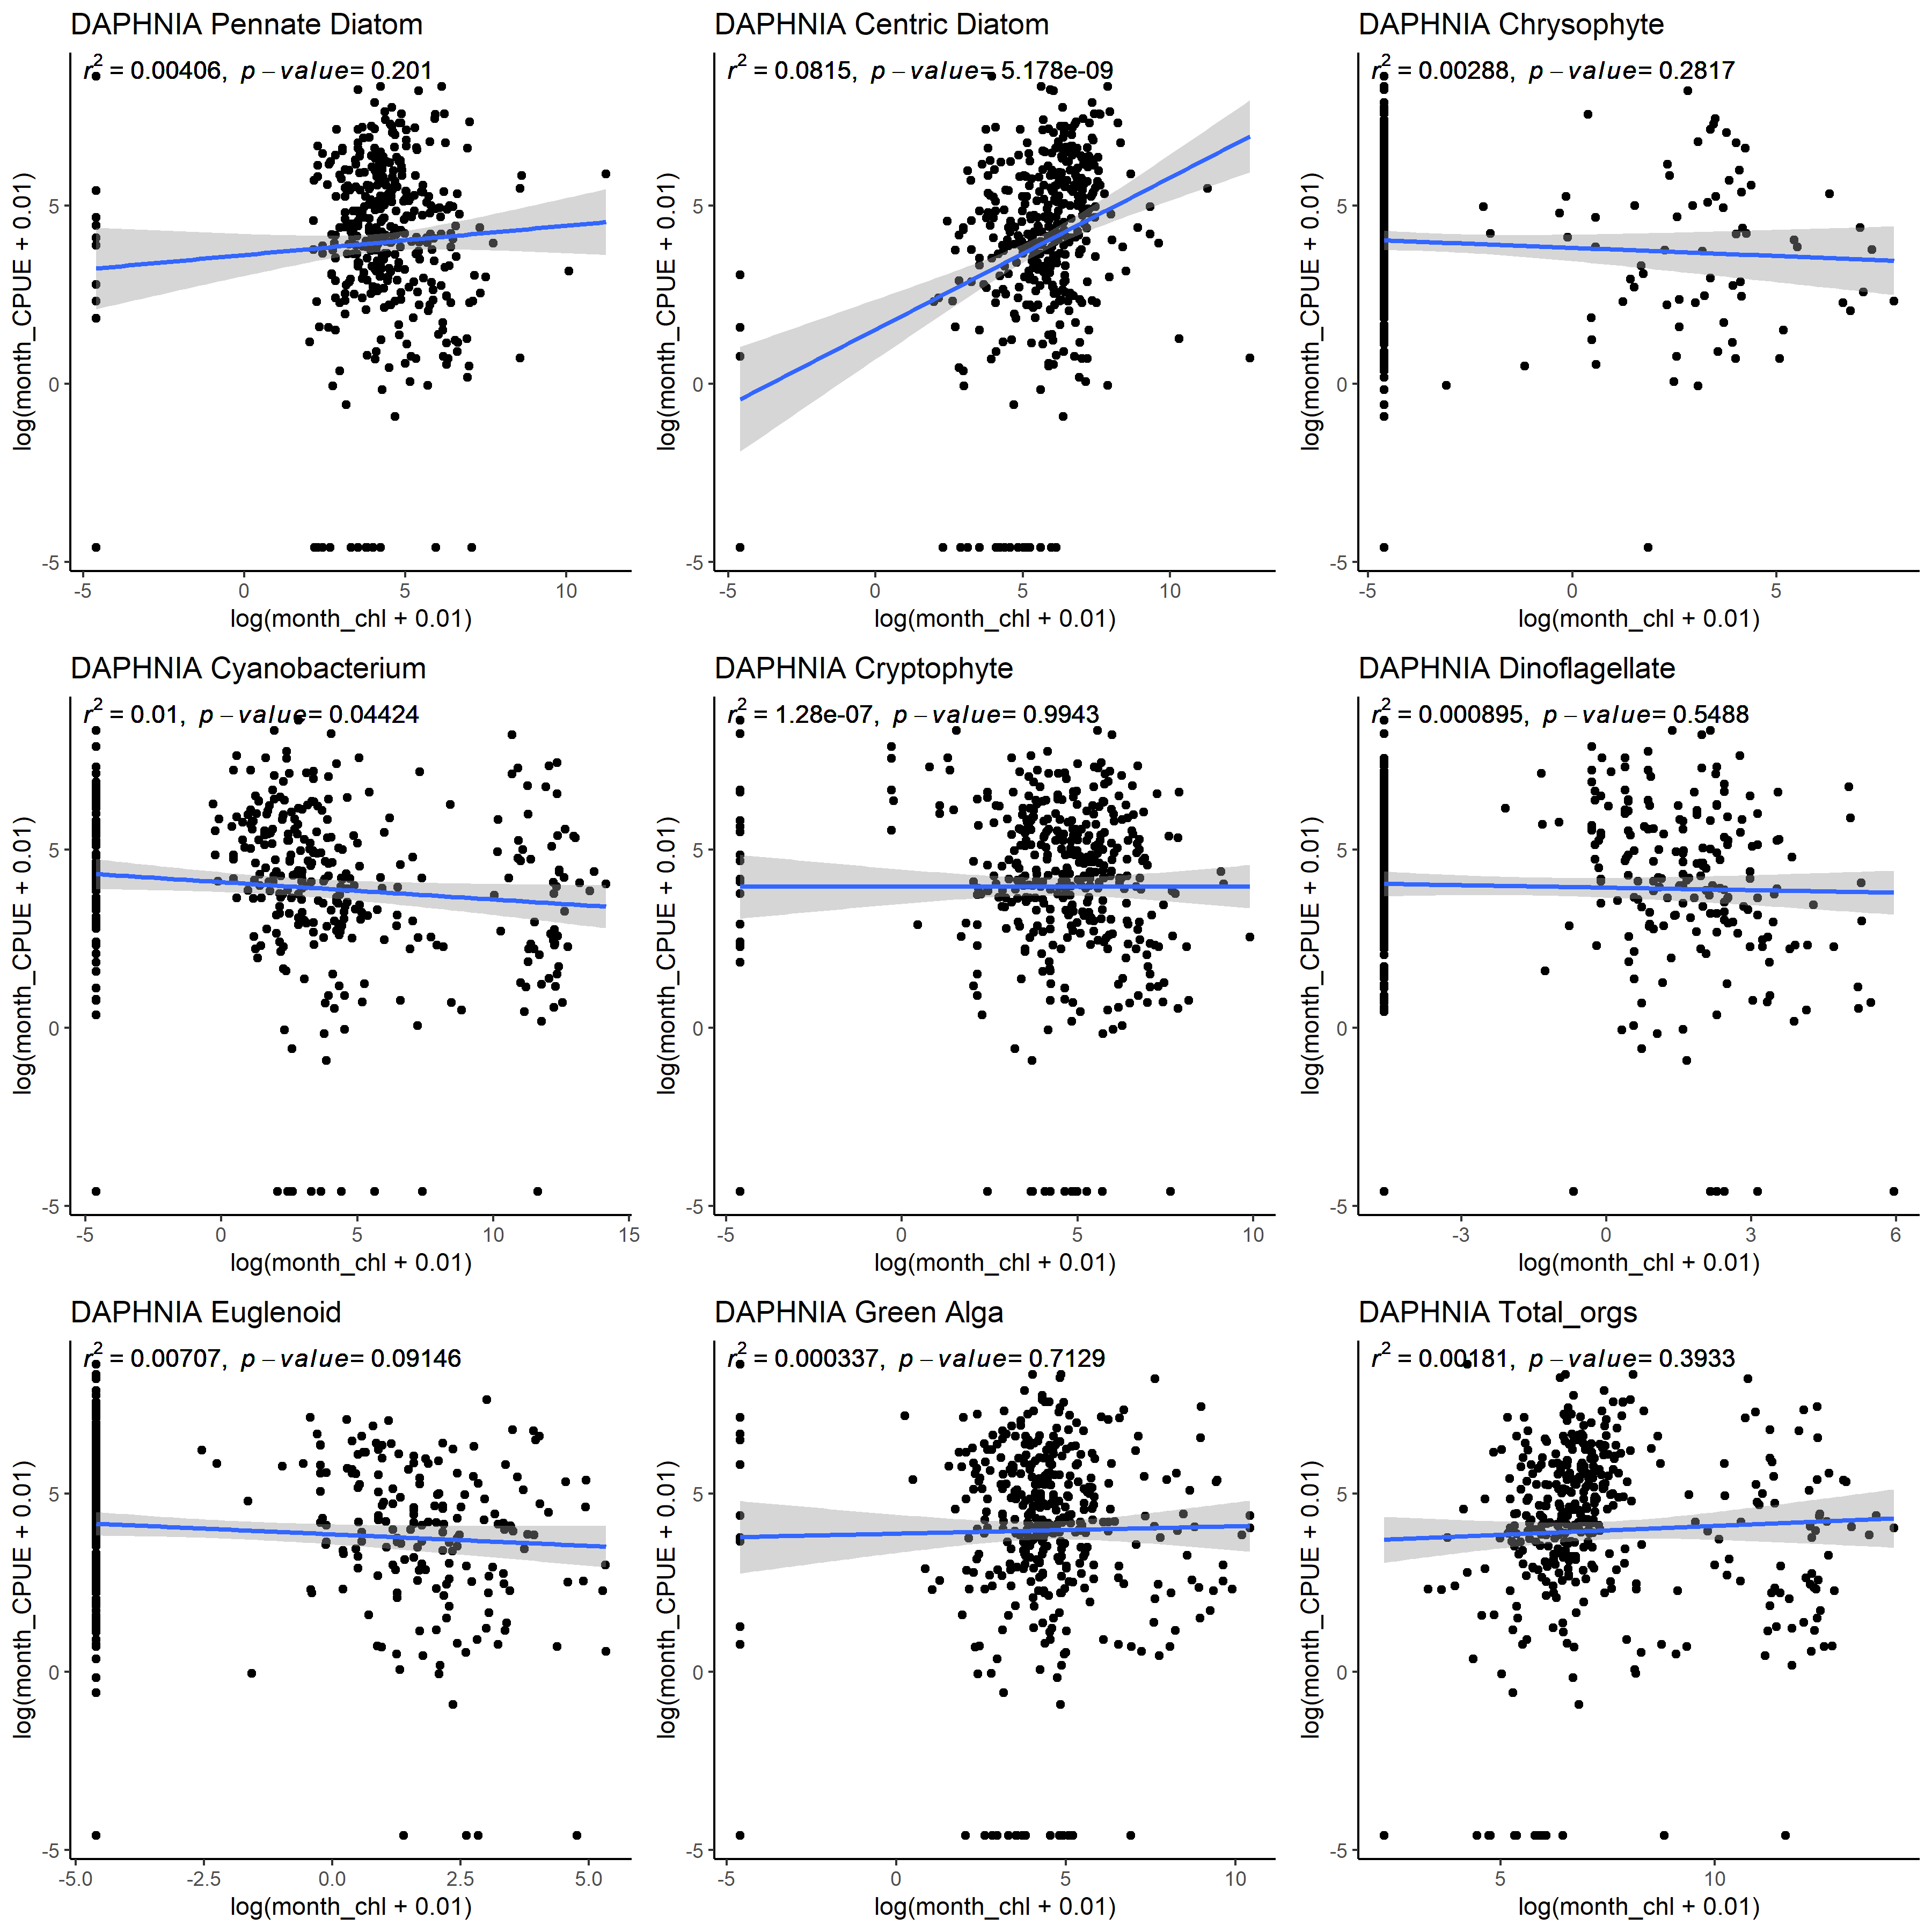 DAPHNIA Pennate Diatom
r2 = 0.00406, p−value= 0.201
log(month_CPUE + 0.01)
5
0
-5
-5 0 5 10
log(month_chl + 0.01)
DAPHNIA Centric Diatom
r2 = 0.0815, p−value= 5.178e-09
log(month_CPUE + 0.01)
5
0
-5
-5 0 5 10
log(month_chl + 0.01)
DAPHNIA Chrysophyte
r2 = 0.00288, p−value= 0.2817
log(month_CPUE + 0.01)
5
0
-5
-5 0 5
log(month_chl + 0.01)
DAPHNIA Cyanobacterium
r2 = 0.01, p−value= 0.04424
log(month_CPUE + 0.01)
5
0
-5
-5 0 5 10 15
log(month_chl + 0.01)
DAPHNIA Cryptophyte
r2 = 1.28e-07, p−value= 0.9943
log(month_CPUE + 0.01)
5
0
-5
-5 0 5 10
log(month_chl + 0.01)
DAPHNIA Dinoflagellate
r2 = 0.000895, p−value= 0.5488
log(month_CPUE + 0.01)
5
0
-5
-3 0 3 6
log(month_chl + 0.01)
DAPHNIA Euglenoid
r2 = 0.00707, p−value= 0.09146
log(month_CPUE + 0.01)
5
0
-5
-5.0 -2.5 0.0 2.5 5.0
log(month_chl + 0.01)
DAPHNIA Green Alga
r2 = 0.000337, p−value= 0.7129
log(month_CPUE + 0.01)
5
0
-5
-5 0 5 10
log(month_chl + 0.01)
DAPHNIA Total_orgs
r2 = 0.00181, p−value= 0.3933
log(month_CPUE + 0.01)
5
0
-5
5 10
log(month_chl + 0.01)